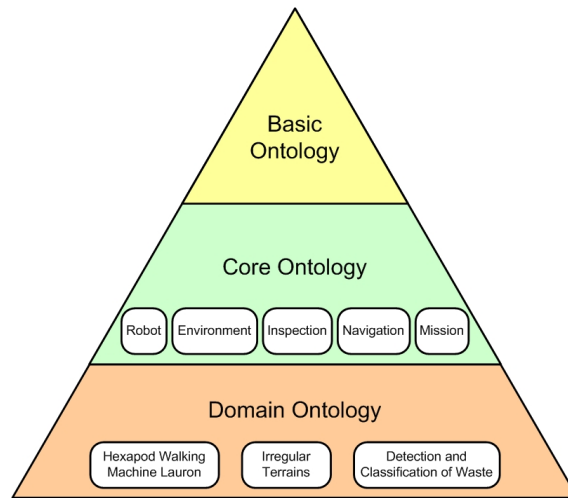 Basic
Ontology
Core Ontology
Robot
Environment
Inspection
Navigation
Mission
Domain Ontology
Hexapod Walking
Machine Lauron
Irregular
Terrains
Detection and
Classification of Waste